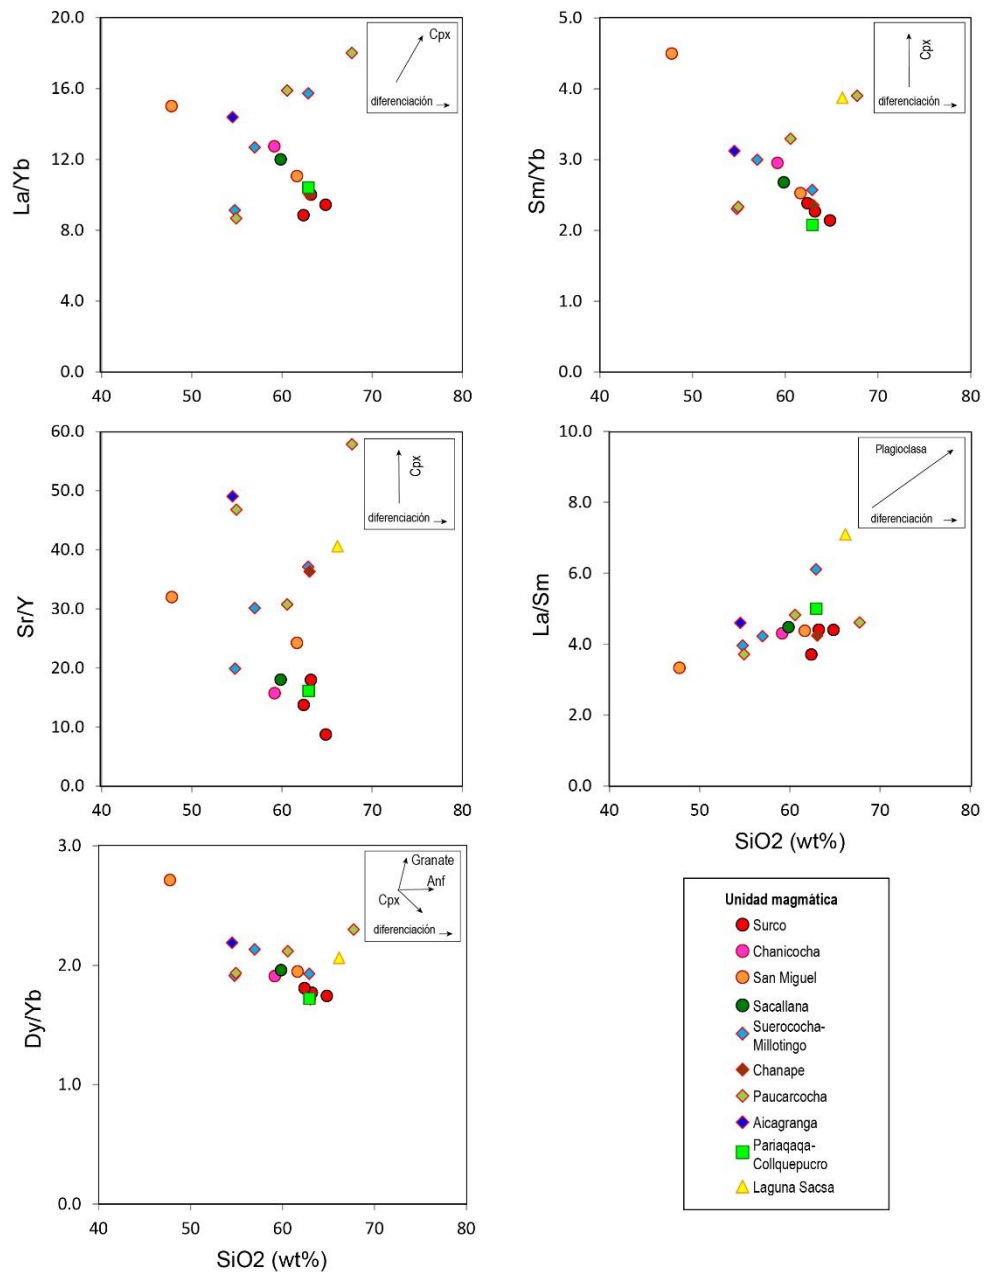 20.0
16.0
12.0
8.0
4.0
0.0
La/Yb
40 50 60 70 80
Cpx
diferenciación
5.0
4.0
3.0
2.0
1.0
0.0
Sm/Yb
40 50 60 70 80
Cpx
diferenciación
60.0
50.0
40.0
30.0
20.0
10.0
0.0
Sr/Y
40 50 60 70 80
Cpx
diferenciación
10.0
8.0
6.0
4.0
2.0
0.0
La/Sm
40 50 60 70 80
SiO2 (wt%)
Plagioclasa
diferenciación
3.0
2.0
1.0
0.0
Dy/Yb
40 50 60 70 80
SiO2 (wt%)
Granate
Anf
Cpx
diferenciación
Unidad magmática
Surco
Chanicocha
San Miguel
Sacallana
Suerococha-
Millotingo
Chanape
Paucarcocha
Aicagranga
Pariaqaqa-
Collquepucro
Laguna Sacsa